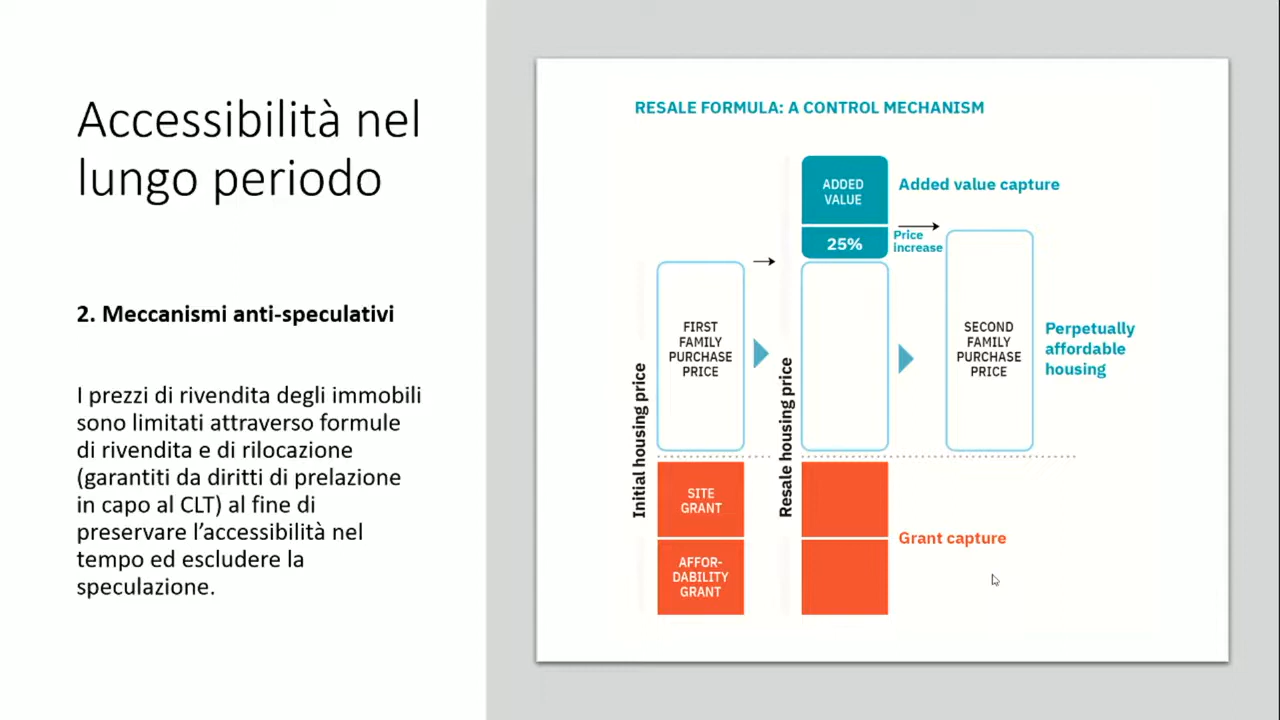 Accessibilità nel
lungo periodo
2. Meccanismi anti-speculativi
I prezzi di rivendita degli immobili
sono limitati attraverso formule
di rivendita e di rilocazione
(garantiti da diritti di prelazione
in capo al CLT) al fine di
preservare l’accessibilità nel
tempo ed escludere la
speculazione.
RESALE FORMULA: A CONTROL MECHANISM
Initial housing price
FIRST
FAMILY
PURCHASE
PRICE
SITE
GRANT
AFFOR-
DABILITY
GRANT
Resale housing price
ADDED
VALUE
25%
Added value capture
Price
increase
SECOND
FAMILY
PURCHASE
PRICE
Perpetually
affordable
housing
Grant capture